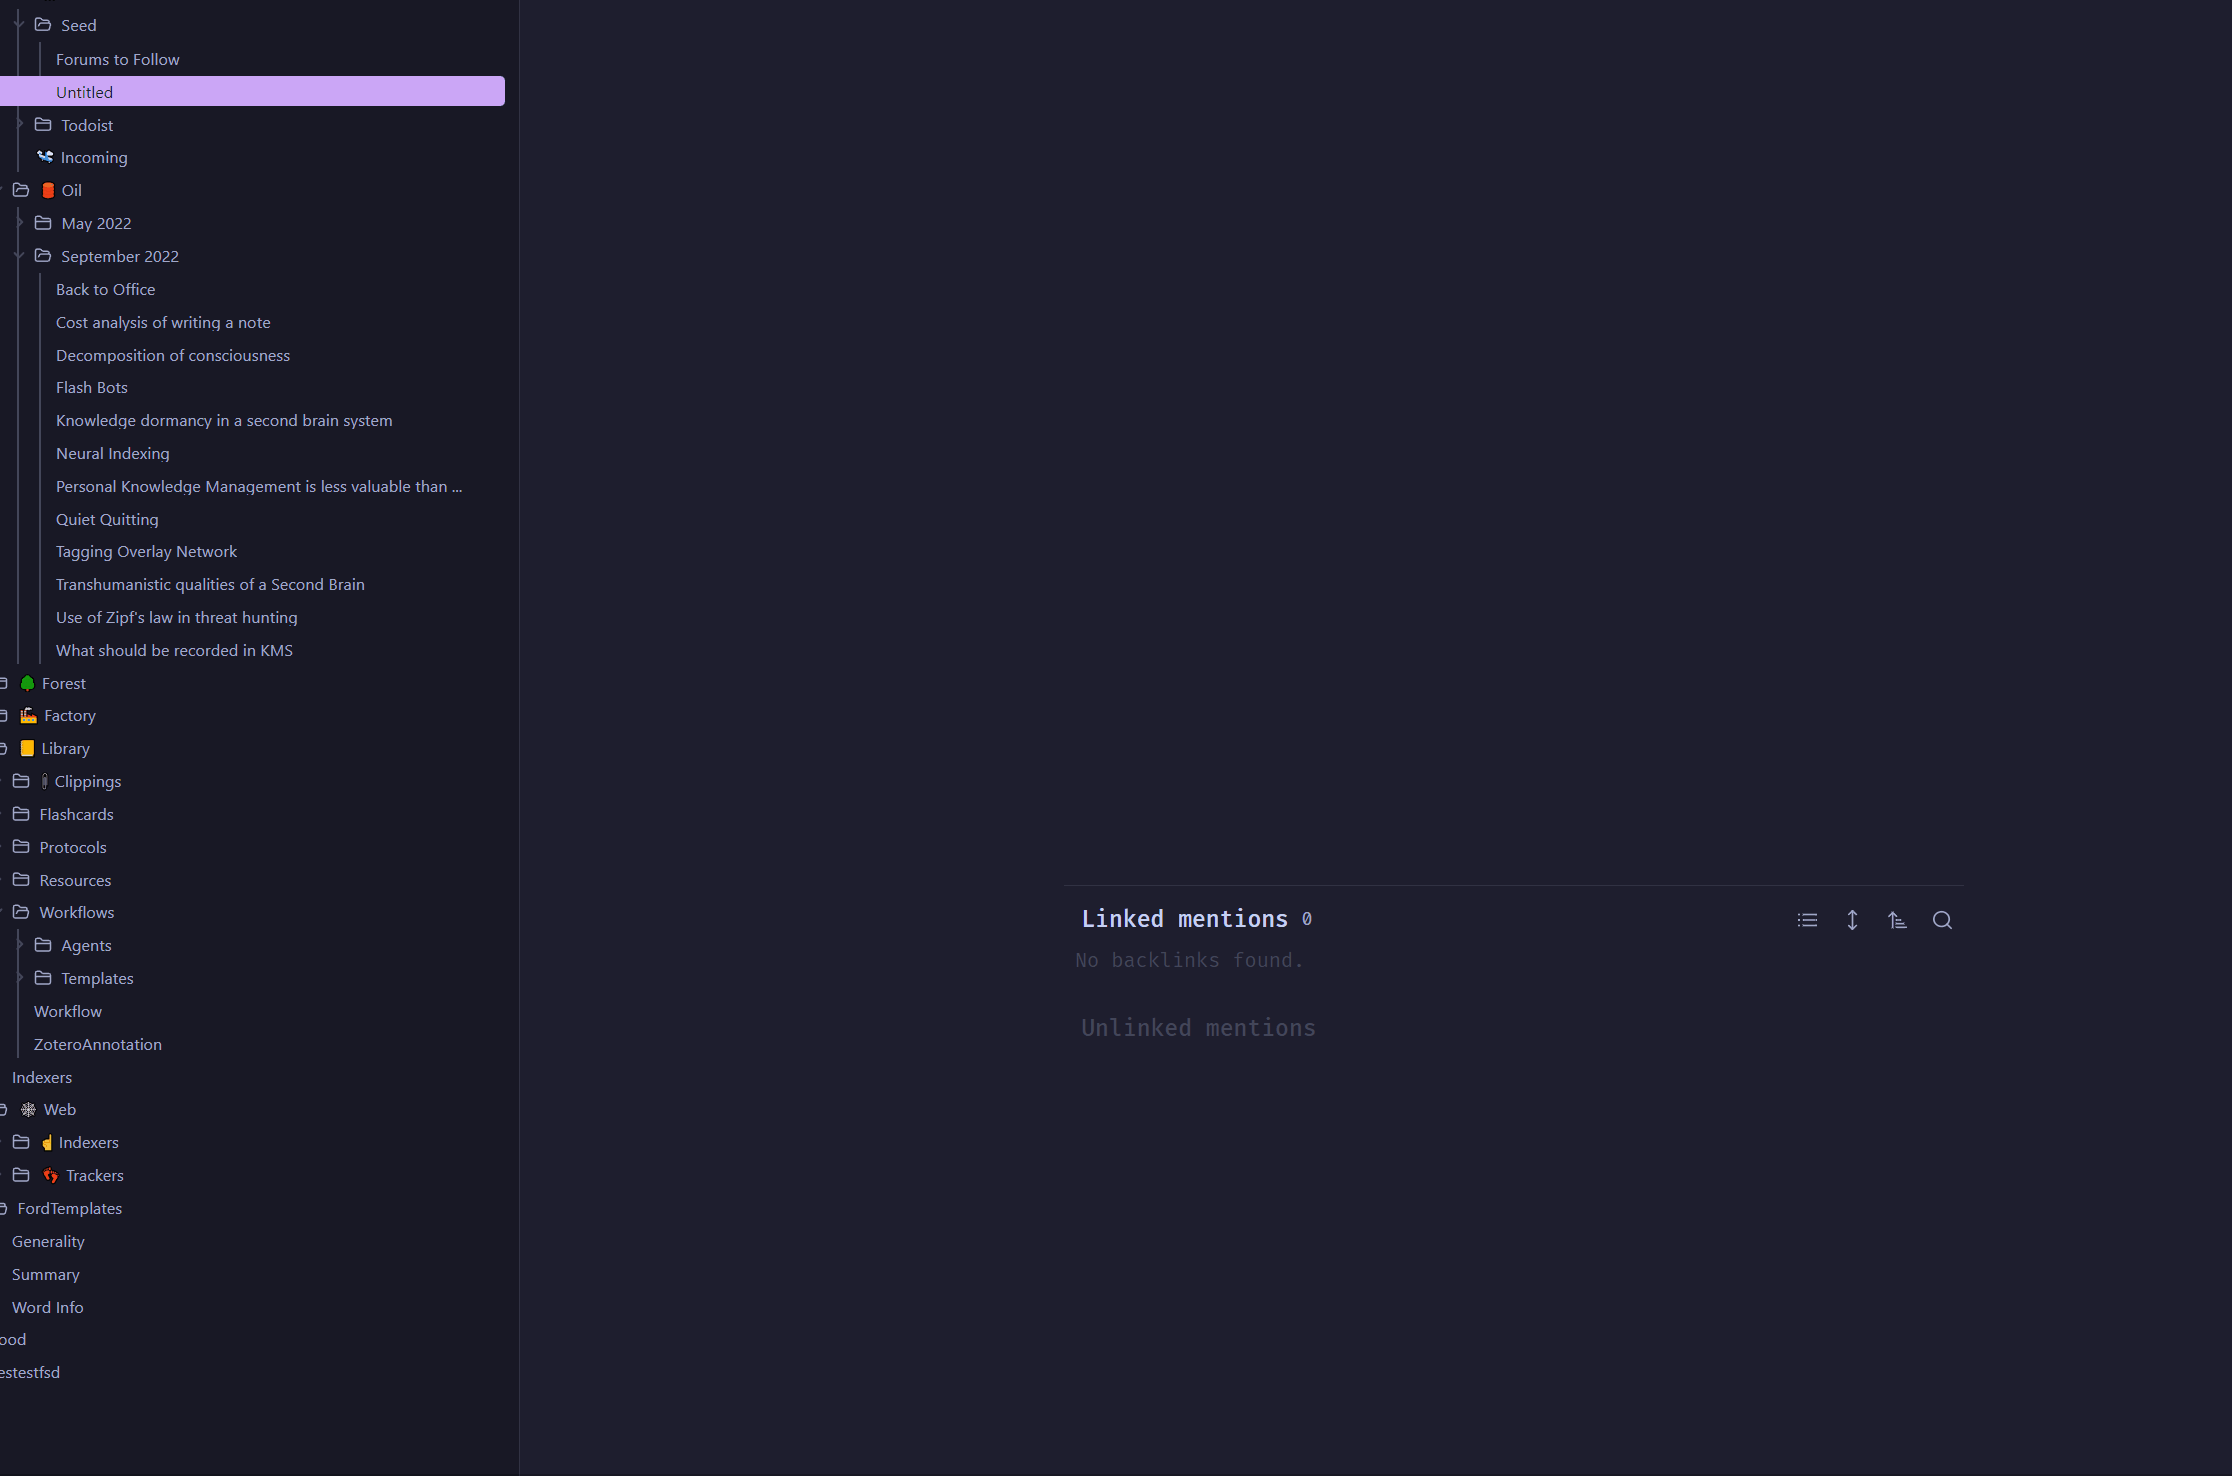 Seed
Forums to Follow
Untitled
Todoist
Incoming
Oil
May 2022
September 2022
Back to Office
Cost analysis of writing a note
Decomposition of consciousness
Flash Bots
Knowledge dormancy in a second brain system
Neural Indexing
Personal Knowledge Management is less valuable than ...
Quiet Quitting
Tagging Overlay Network
Transhumanistic qualities of a Second Brain
Use of Zipf's law in threat hunting
What should be recorded in KMS
Forest
Factory
Library
Clippings
Flashcards
Protocols
Resources
Workflows
Agents
Templates
Workflow
ZoteroAnnotation
Indexers
Web
Indexers
Trackers
FordTemplates
Generality
Summary
Word Info
ood
estestfsd
Linked mentions 0
No backlinks found.
Unlinked mentions